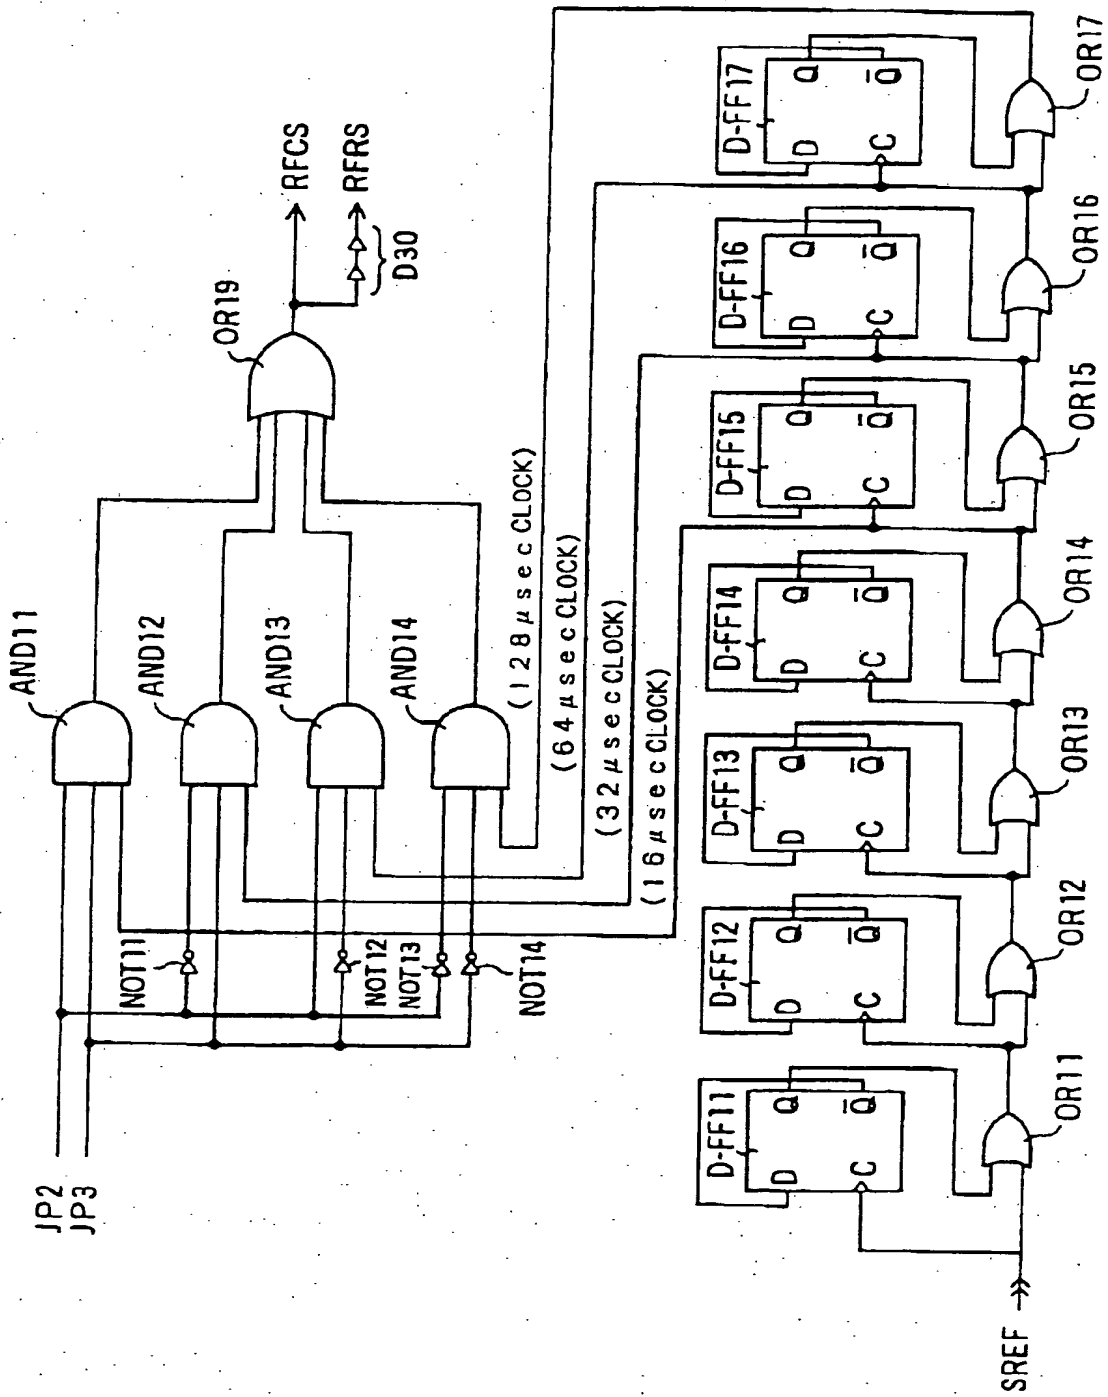 JP2
JP3
AND11
AND12
AND13
AND14
NOT11
NOT12
NOT13
NOT14
OR19
RFCS
RFRS
D30
(128μsec CLOCK)
(64μsec CLOCK)
(32μsec CLOCK)
(16μsec CLOCK)
D-FF11
D
Q
C
Q̅
D-FF12
D
Q
C
Q̅
D-FF13
D
Q
C
Q̅
D-FF14
D
Q
C
Q̅
D-FF15
D
Q
C
Q̅
D-FF16
D
Q
C
Q̅
D-FF17
D
Q
C
Q̅
SREF
OR11
OR12
OR13
OR14
OR15
OR16
OR17